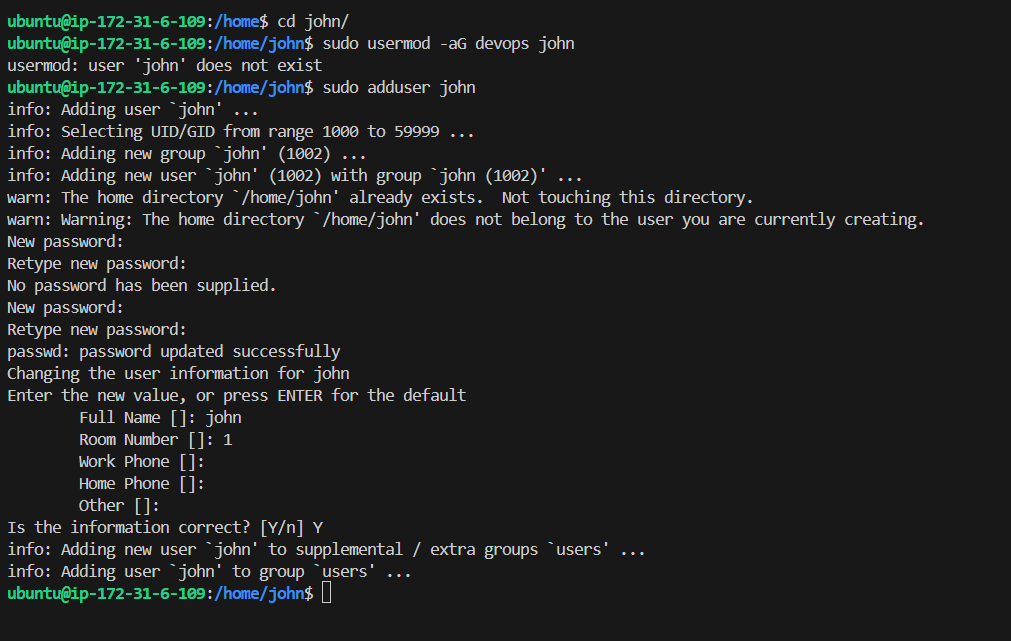 ubuntu@ip-172-31-6-109:/home$ cd john/
ubuntu@ip-172-31-6-109:/home/john$ sudo usermod -aG devops john
usermod: user 'john' does not exist
ubuntu@ip-172-31-6-109:/home/john$ sudo adduser john
info: Adding user `john' ...
info: Selecting UID/GID from range 1000 to 59999 ...
info: Adding new group `john' (1002) ...
info: Adding new user `john' (1002) with group `john (1002)' ...
warn: The home directory `/home/john' already exists.  Not touching this directory.
warn: Warning: The home directory `/home/john' does not belong to the user you are currently creating.
New password:
Retype new password:
No password has been supplied.
New password:
Retype new password:
passwd: password updated successfully
Changing the user information for john
Enter the new value, or press ENTER for the default
        Full Name []: john
        Room Number []: 1
        Work Phone []:
        Home Phone []:
        Other []:
Is the information correct? [Y/n] Y
info: Adding new user `john' to supplemental / extra groups `users' ...
info: Adding user `john' to group `users' ...
ubuntu@ip-172-31-6-109:/home/john$